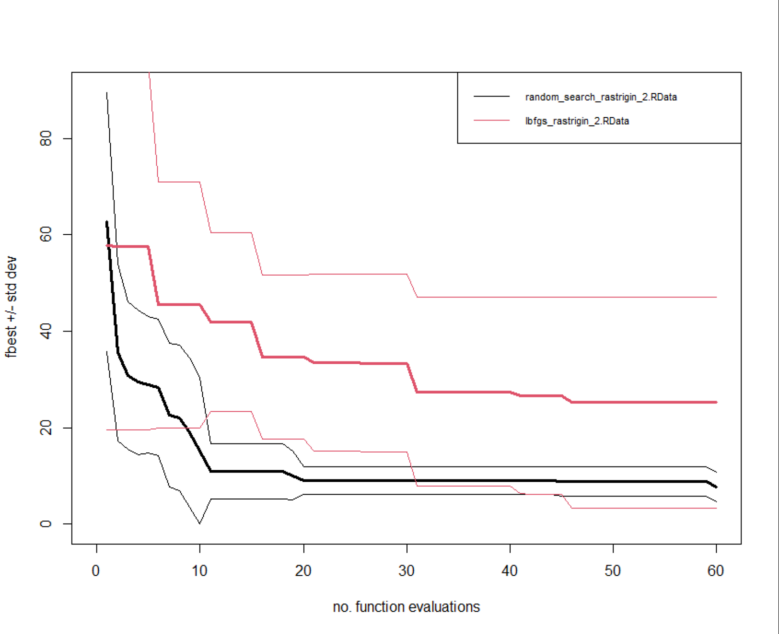 random_search_rastrigin_2.RData
lbfgs_rastrigin_2.RData
fbest +/- std dev
80
60
40
20
0
0 10 20 30 40 50 60
no. function evaluations